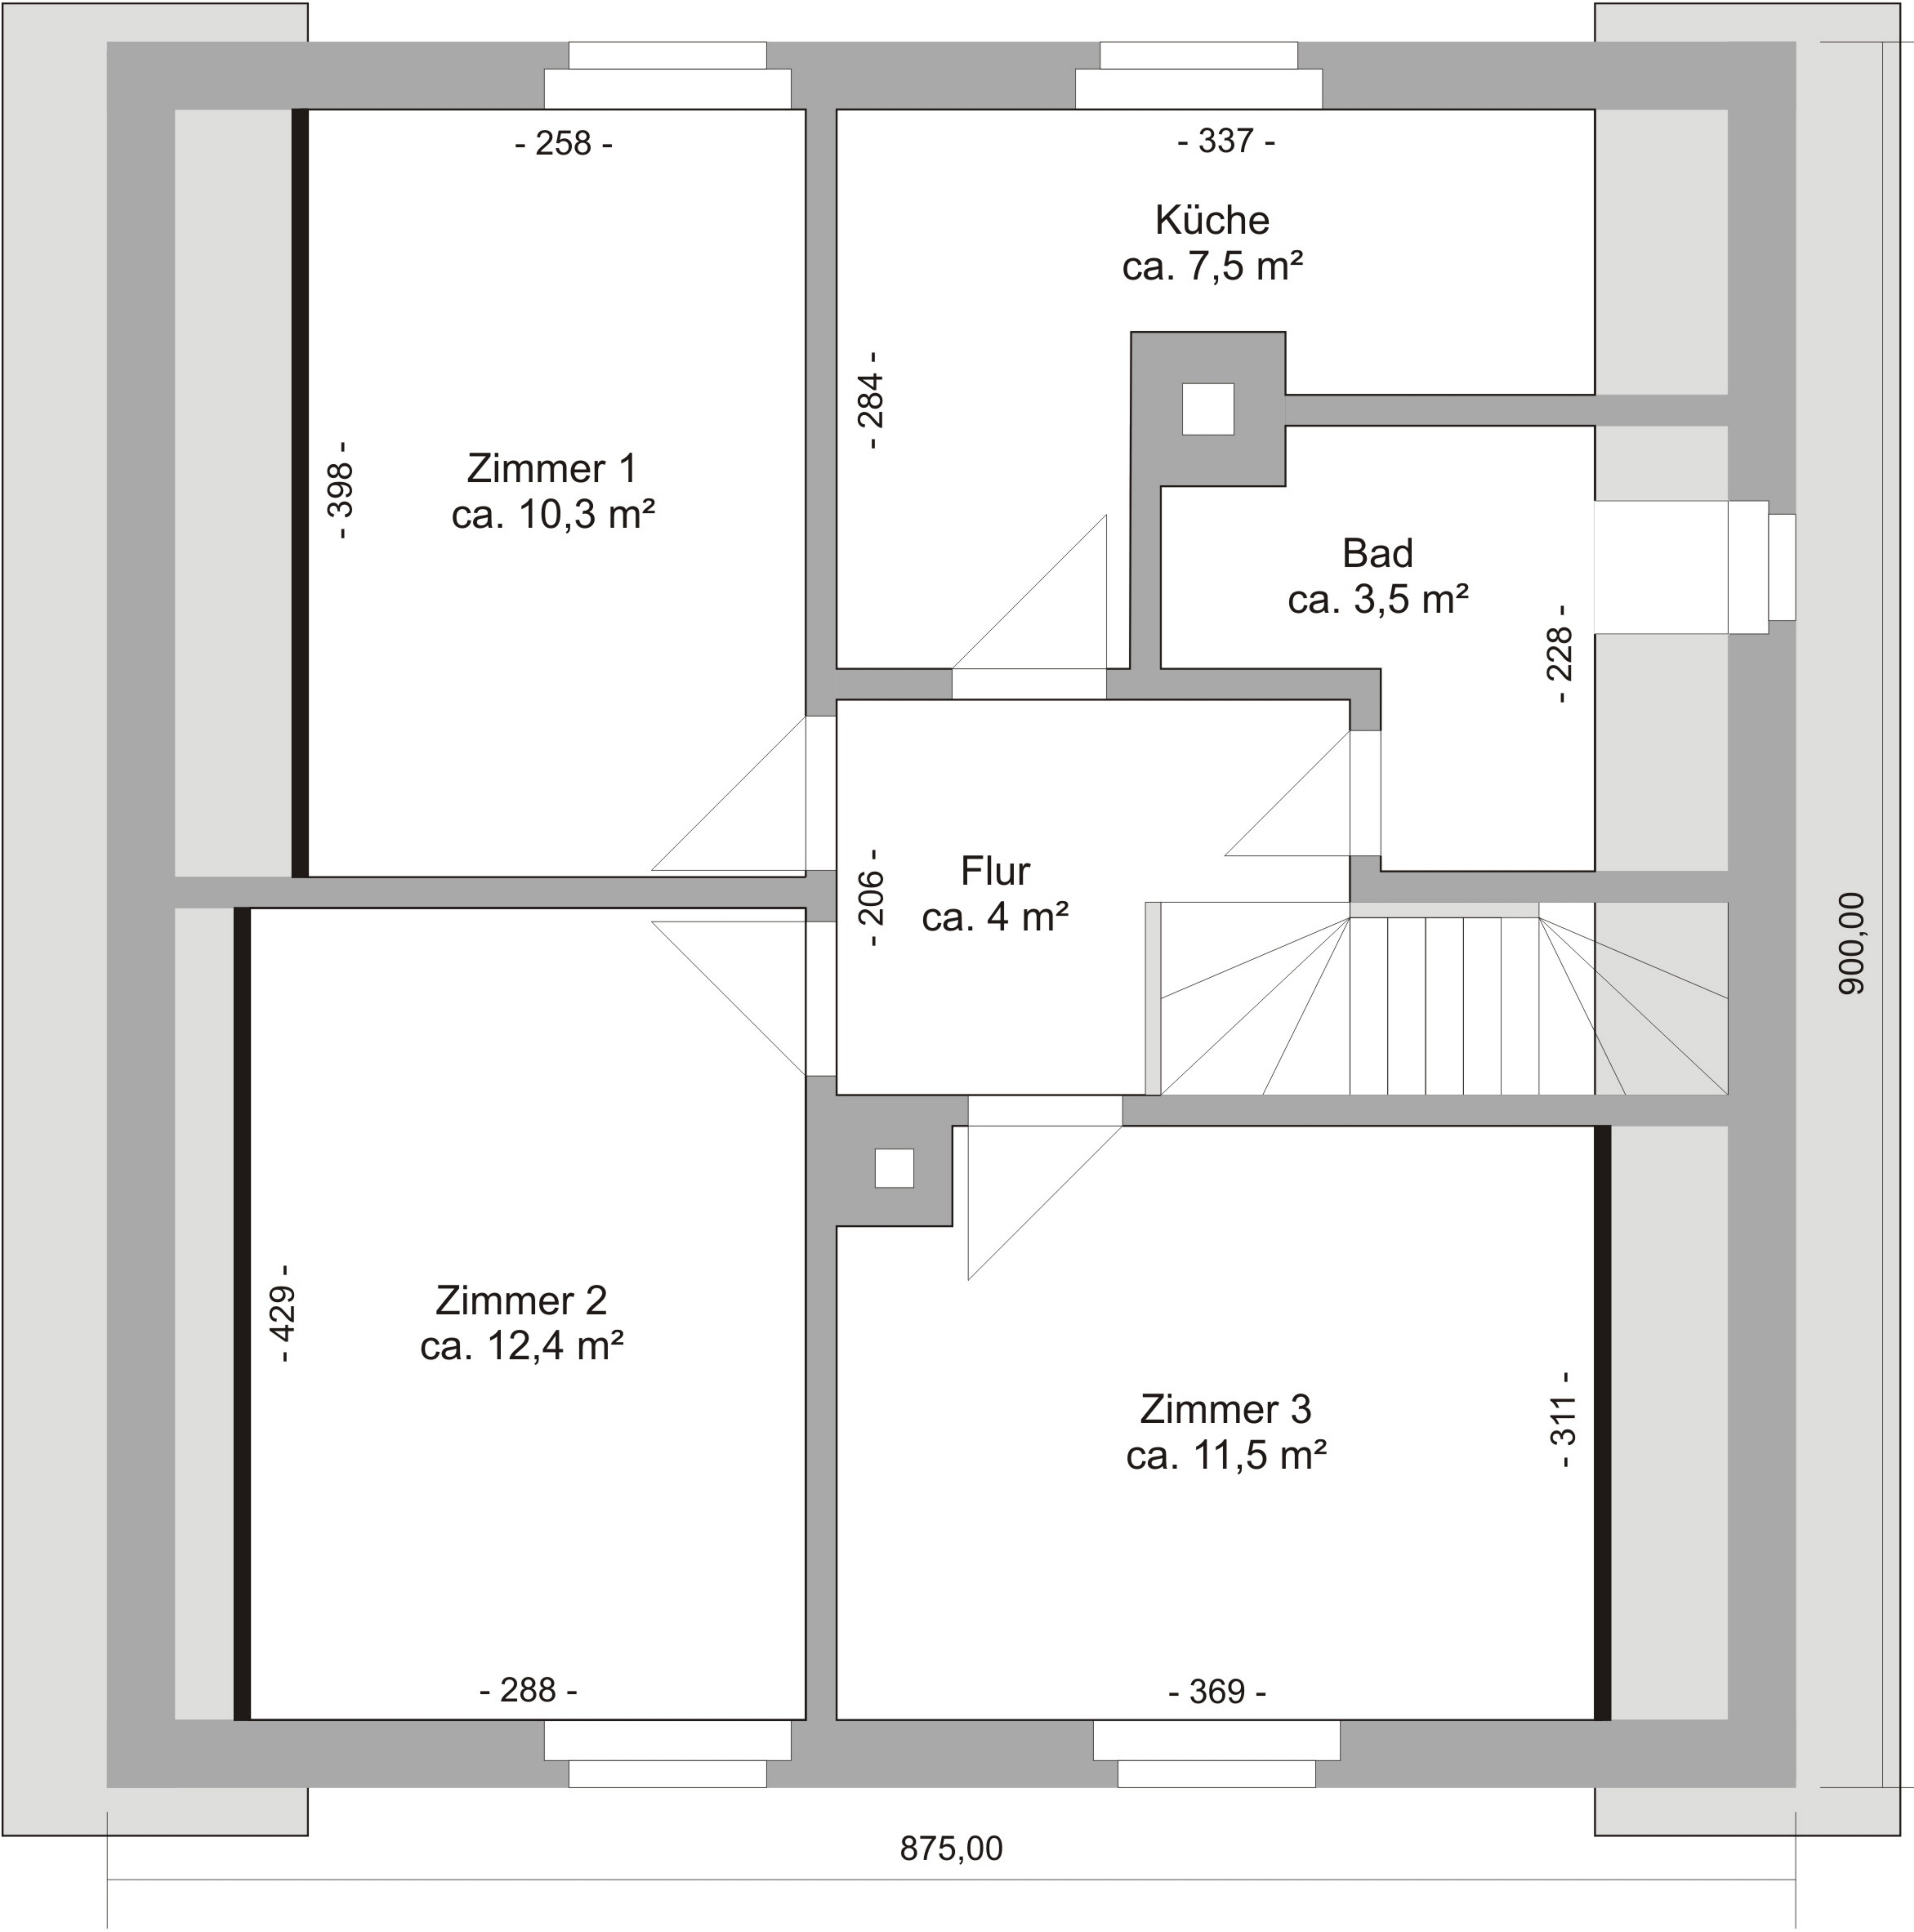 - 258 -
- 337 -
Küche
ca. 7,5 m²
- 284 -
- 398 -
Zimmer 1
ca. 10,3 m²
Bad
ca. 3,5 m²
- 228 -
Flur
ca. 4 m²
- 206 -
900,00
- 429 -
Zimmer 2
ca. 12,4 m²
Zimmer 3
ca. 11,5 m²
- 311 -
- 288 -
- 369 -
875,00